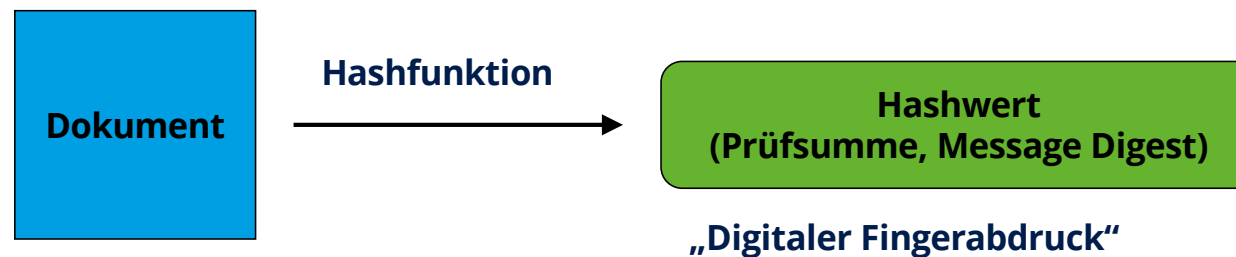 Dokument
Hashfunktion
Hashwert
(Prüfsumme, Message Digest)
„Digitaler Fingerabdruck“